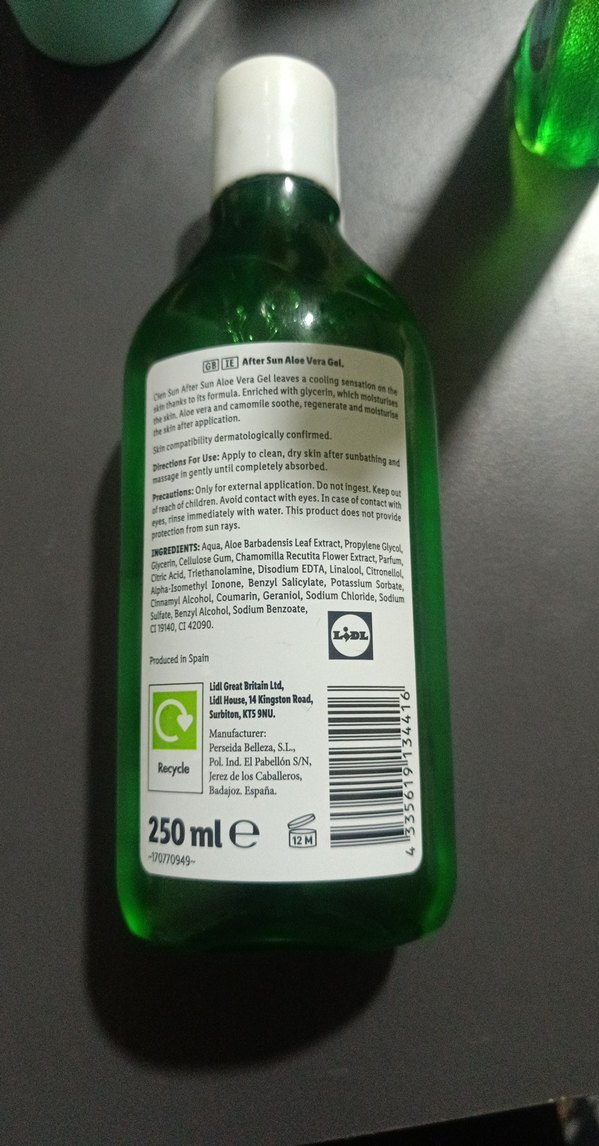 GB IE After Sun Aloe Vera Gel.
Cien Sun After Sun Aloe Vera Gel leaves a cooling sensation on the
skin thanks to its formula. Enriched with glycerin, which moisturises
the skin. Aloe vera and camomile soothe, regenerate and moisturise
the skin after application.
Skin compatibility dermatologically confirmed.
Directions For Use: Apply to clean, dry skin after sunbathing and
massage in gently until completely absorbed.
Precautions: Only for external application. Do not ingest. Keep out
of reach of children. Avoid contact with eyes. In case of contact with
eyes, rinse immediately with water. This product does not provide
protection from sun rays.
INGREDIENTS: Aqua, Aloe Barbadensis Leaf Extract, Propylene Glycol,
Glycerin, Cellulose Gum, Chamomilla Recutita Flower Extract, Parfum,
Citric Acid, Triethanolamine, Disodium EDTA, Linalool, Citronellol,
Alpha-Isomethyl Ionone, Benzyl Salicylate, Potassium Sorbate,
Cinnamyl Alcohol, Coumarin, Geraniol, Sodium Chloride, Sodium
Sulfate, Benzyl Alcohol, Sodium Benzoate,
CI 19140, CI 42090.
LIDL
Produced in Spain
Lidl Great Britain Ltd,
Lidl House, 14 Kingston Road,
Surbiton, KT5 9NU.
Manufacturer:
Perseida Belleza, S.L.,
Pol. Ind. El Pabellón S/N,
Jerez de los Caballeros,
Badajoz. España.
Recycle
250 ml e
12 M
~170770949~
4 335619 134416